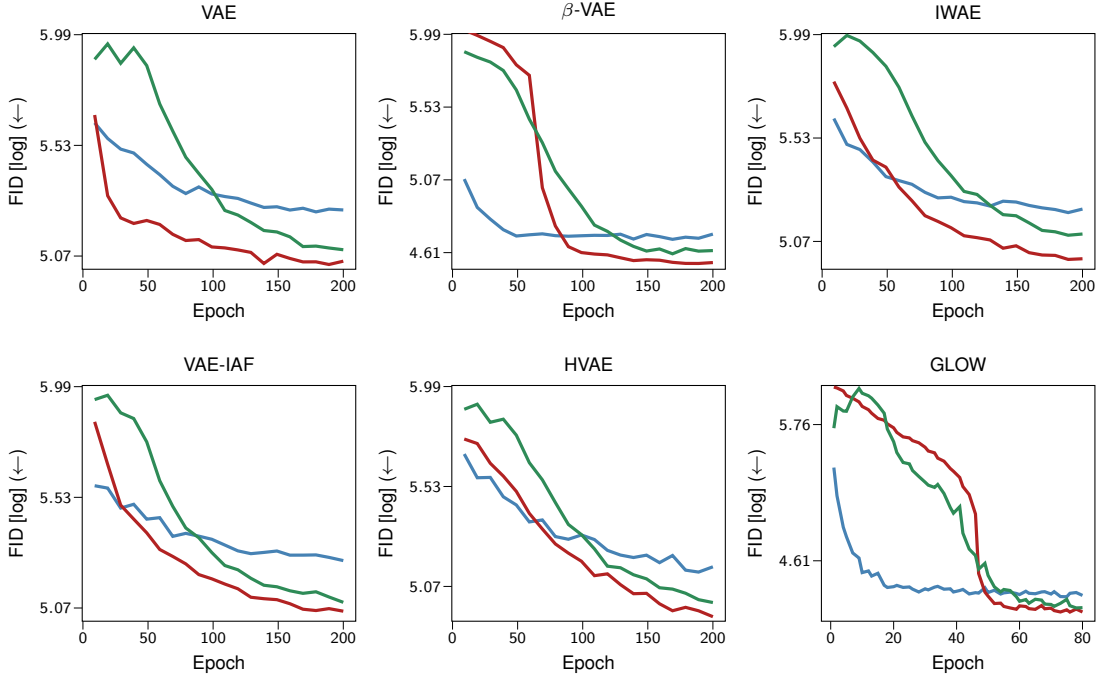 VAE
FID [log] (←)
5.99
5.53
5.07
0 50 100 150 200
Epoch
β-VAE
FID [log] (←)
5.99
5.53
5.07
4.61
0 50 100 150 200
Epoch
IWAE
FID [log] (←)
5.99
5.53
5.07
0 50 100 150 200
Epoch
VAE-IAF
FID [log] (←)
5.99
5.53
5.07
0 50 100 150 200
Epoch
HVAE
FID [log] (←)
5.99
5.53
5.07
0 50 100 150 200
Epoch
GLOW
FID [log] (←)
5.76
4.61
0 20 40 60 80
Epoch